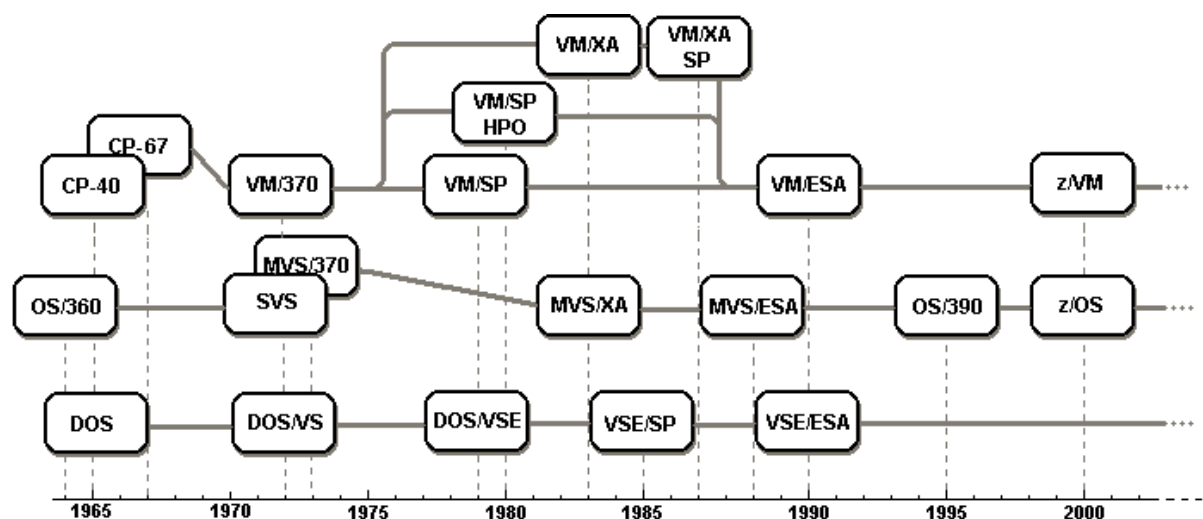 VM/XA
VM/XA
SP
VM/SP
HPO
CP-67
CP-40
VM/370
VM/SP
VM/ESA
z/VM
MVS/370
OS/360
SVS
MVS/XA
MVS/ESA
OS/390
z/OS
DOS
DOS/VS
DOS/VSE
VSE/SP
VSE/ESA
1965 1970 1975 1980 1985 1990 1995 2000